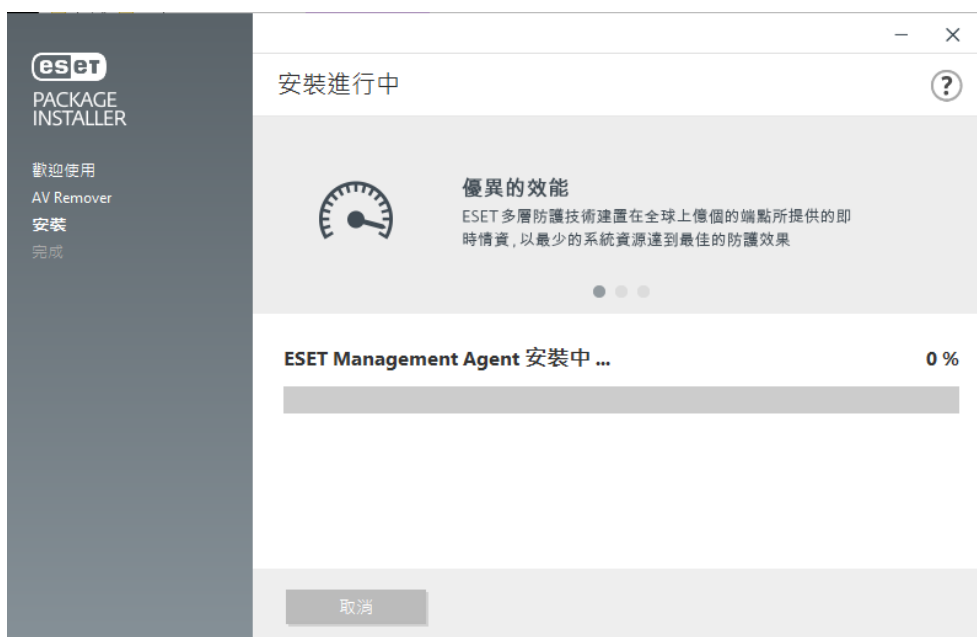 eset
PACKAGE
INSTALLER
歡迎使用
AV Remover
安裝
完成
安裝進行中
?
優異的效能
ESET 多層防護技術建置在全球上億個的端點所提供的即
時情資,以最少的系統資源達到最佳的防護效果
ESET Management Agent 安裝中 ...
0 %
取消